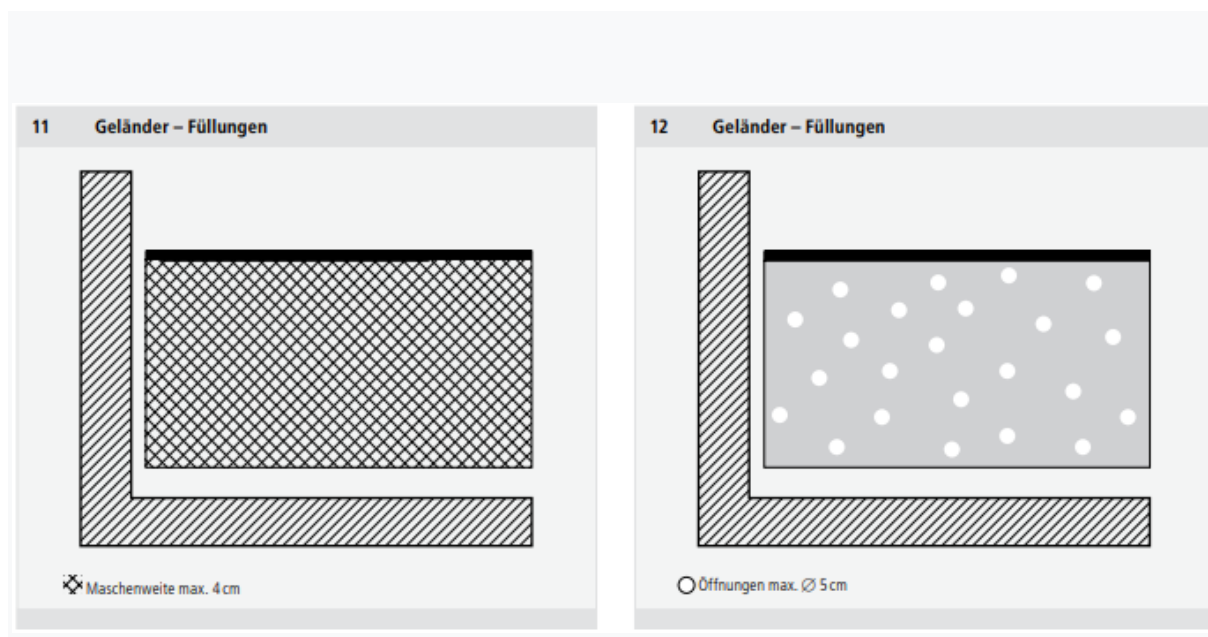 11 Geländer – Füllungen
Maschenweite max. 4 cm
12 Geländer – Füllungen
Öffnungen max. ∅ 5 cm